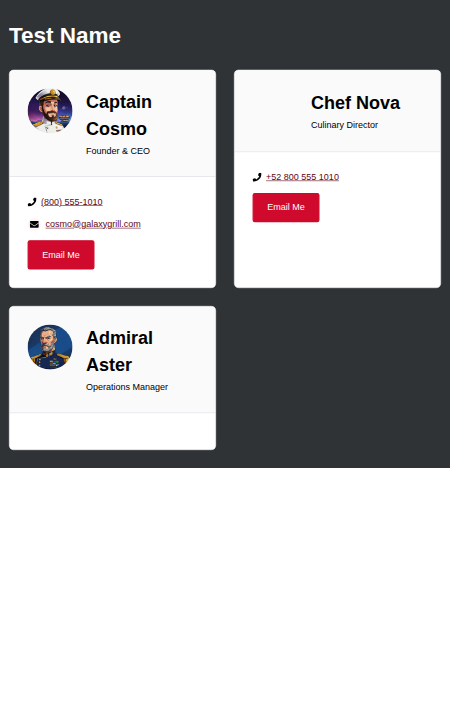 Test Name
Captain
Cosmo
Founder & CEO
(800) 555-1010
cosmo@galaxygrill.com
Email Me
Chef Nova
Culinary Director
+52 800 555 1010
Email Me
Admiral
Aster
Operations Manager